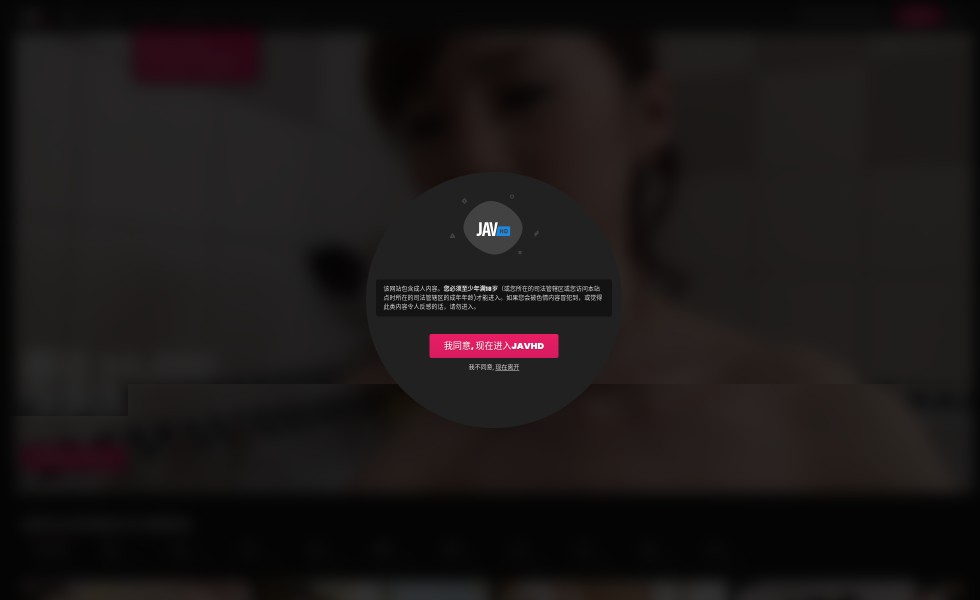 JAV HD
该网站包含成人内容。您必须至少年满18岁（或您所在的司法管辖区或您访问本站
点时所在的司法管辖区的成年年龄)才能进入。如果您会被色情内容冒犯到，或觉得
此类内容令人反感的话，请勿进入。
我同意, 现在进入JAVHD
我不同意, 现在离开